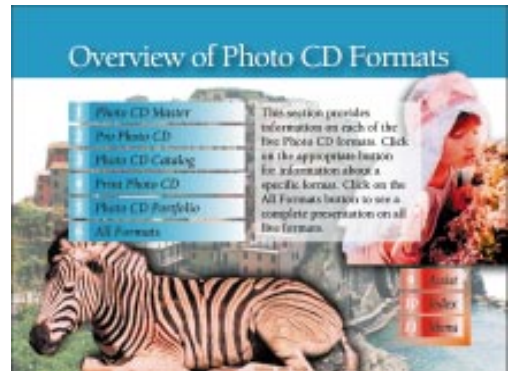 Overview of Photo CD Formats
Photo CD Master
Pro Photo CD
Photo CD Catalog
Print Photo CD
Photo CD Portfolio
All Formats
This section provides
information on each of the
five Photo CD formats. Click
on the appropriate button
for information about a
specific format. Click on the
All Formats button to see a
complete presentation on all
five formats.
Index
Menu